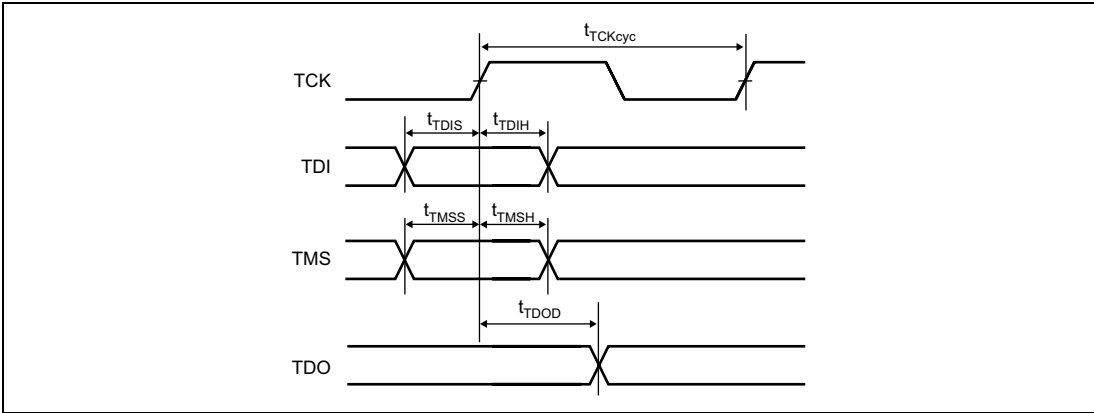 tTCKcyc
TCK
tTDIS tTDIH
TDI
tTMSS tTMSH
TMS
tTDOD
TDO